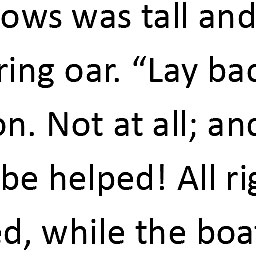 ows was tall and
ring oar. “Lay bac
on. Not at all; and
be helped! All rig
ed, while the boat